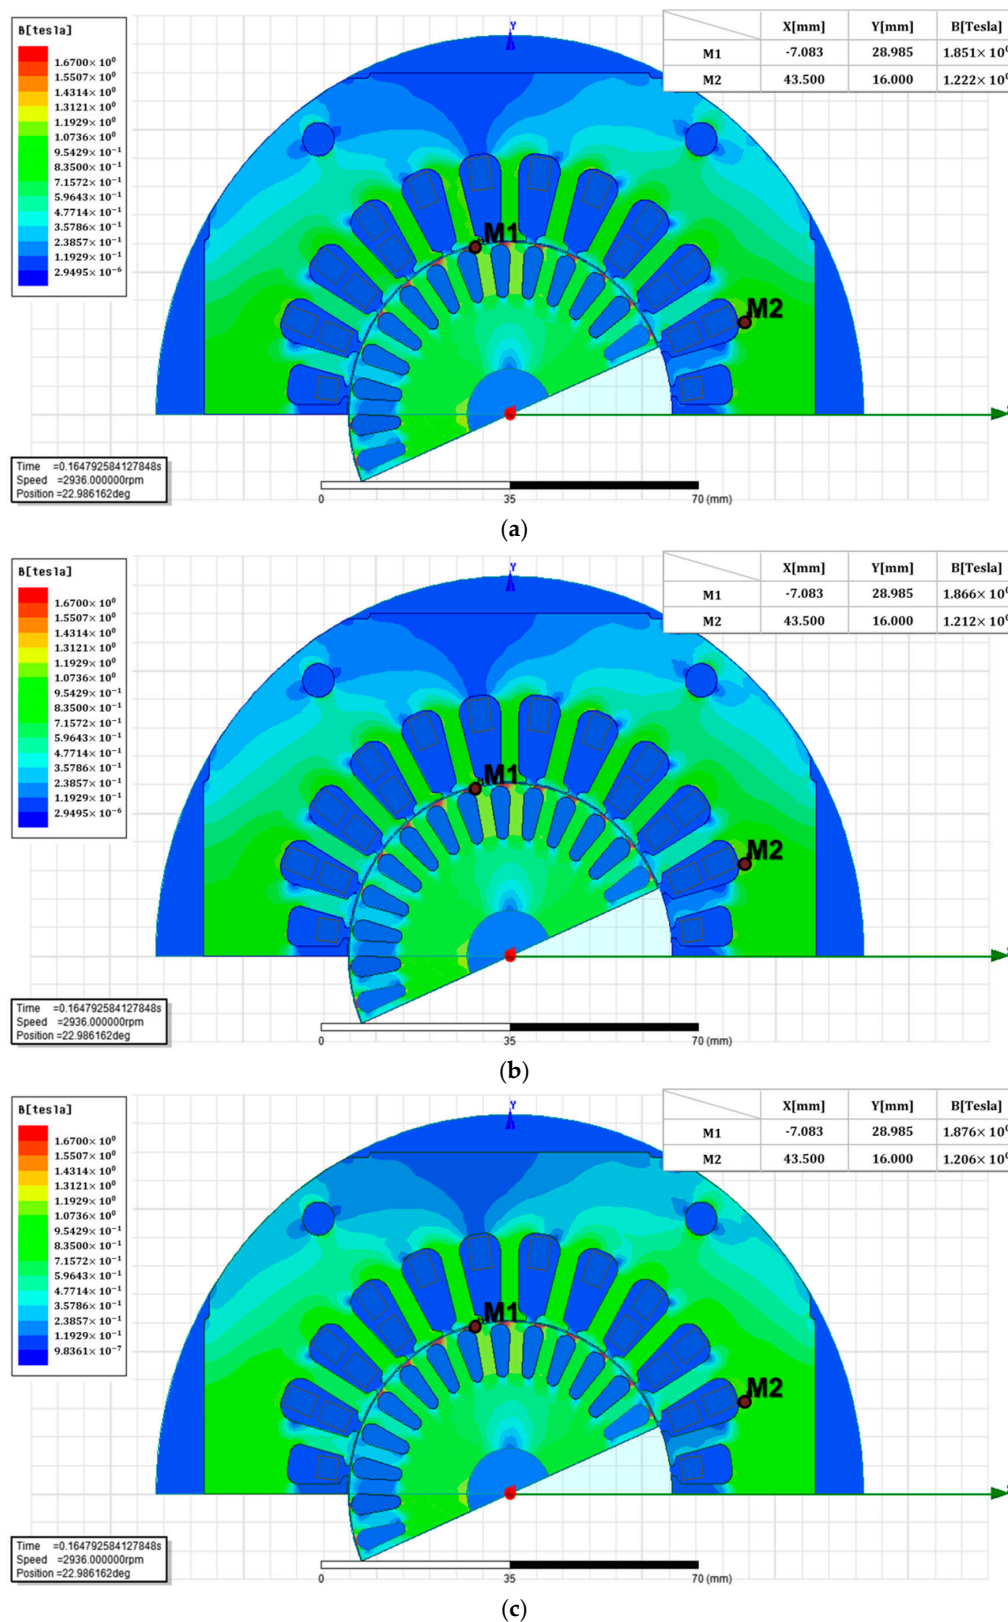 B[tesla]
1.6700× 10⁰
1.5507× 10⁰
1.4314× 10⁰
1.3121× 10⁰
1.1929× 10⁰
1.0736× 10⁰
9.5429× 10⁻¹
8.3500× 10⁻¹
7.1572× 10⁻¹
5.9643× 10⁻¹
4.7714× 10⁻¹
3.5786× 10⁻¹
2.3857× 10⁻¹
1.1929× 10⁻¹
2.9495× 10⁻⁶
Y
X[mm] Y[mm] B[Tesla]
M1 -7.083 28.985 1.851× 10⁰
M2 43.500 16.000 1.222× 10⁰
M1
M2
Time =0.164792584127848s
Speed =2936.000000rpm
Position =22.986162deg
0 35 70 (mm)
(a)
B[tesla]
1.6700× 10⁰
1.5507× 10⁰
1.4314× 10⁰
1.3121× 10⁰
1.1929× 10⁰
1.0736× 10⁰
9.5429× 10⁻¹
8.3500× 10⁻¹
7.1572× 10⁻¹
5.9643× 10⁻¹
4.7714× 10⁻¹
3.5786× 10⁻¹
2.3857× 10⁻¹
1.1929× 10⁻¹
2.9495× 10⁻⁶
Y
X[mm] Y[mm] B[Tesla]
M1 -7.083 28.985 1.866× 10⁰
M2 43.500 16.000 1.212× 10⁰
M1
M2
Time =0.164792584127848s
Speed =2936.000000rpm
Position =22.986162deg
0 35 70 (mm)
(b)
B[tesla]
1.6700× 10⁰
1.5507× 10⁰
1.4314× 10⁰
1.3121× 10⁰
1.1929× 10⁰
1.0736× 10⁰
9.5429× 10⁻¹
8.3500× 10⁻¹
7.1572× 10⁻¹
5.9643× 10⁻¹
4.7714× 10⁻¹
3.5786× 10⁻¹
2.3857× 10⁻¹
1.1929× 10⁻¹
9.8361× 10⁻⁷
Y
X[mm] Y[mm] B[Tesla]
M1 -7.083 28.985 1.876× 10⁰
M2 43.500 16.000 1.206× 10⁰
M1
M2
Time =0.164792584127848s
Speed =2936.000000rpm
Position =22.986162deg
0 35 70 (mm)
(c)